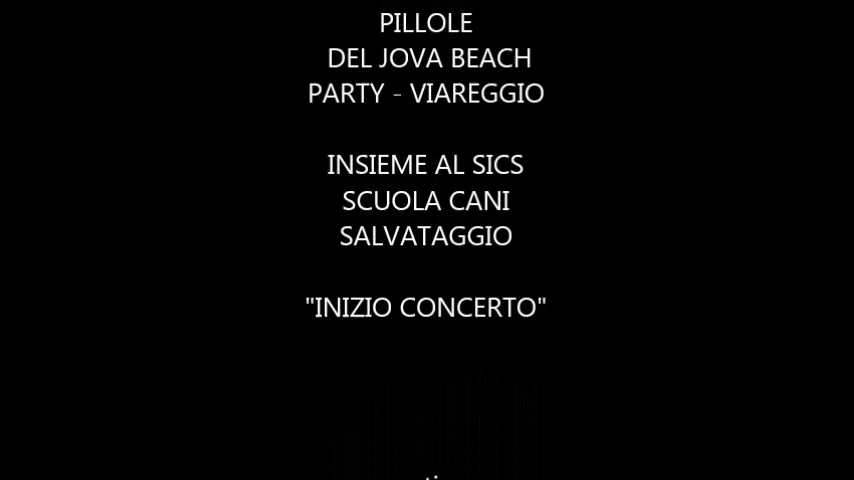 PILLOLE
DEL JOVA BEACH
PARTY - VIAREGGIO
INSIEME AL SICS
SCUOLA CANI
SALVATAGGIO
"INIZIO CONCERTO"